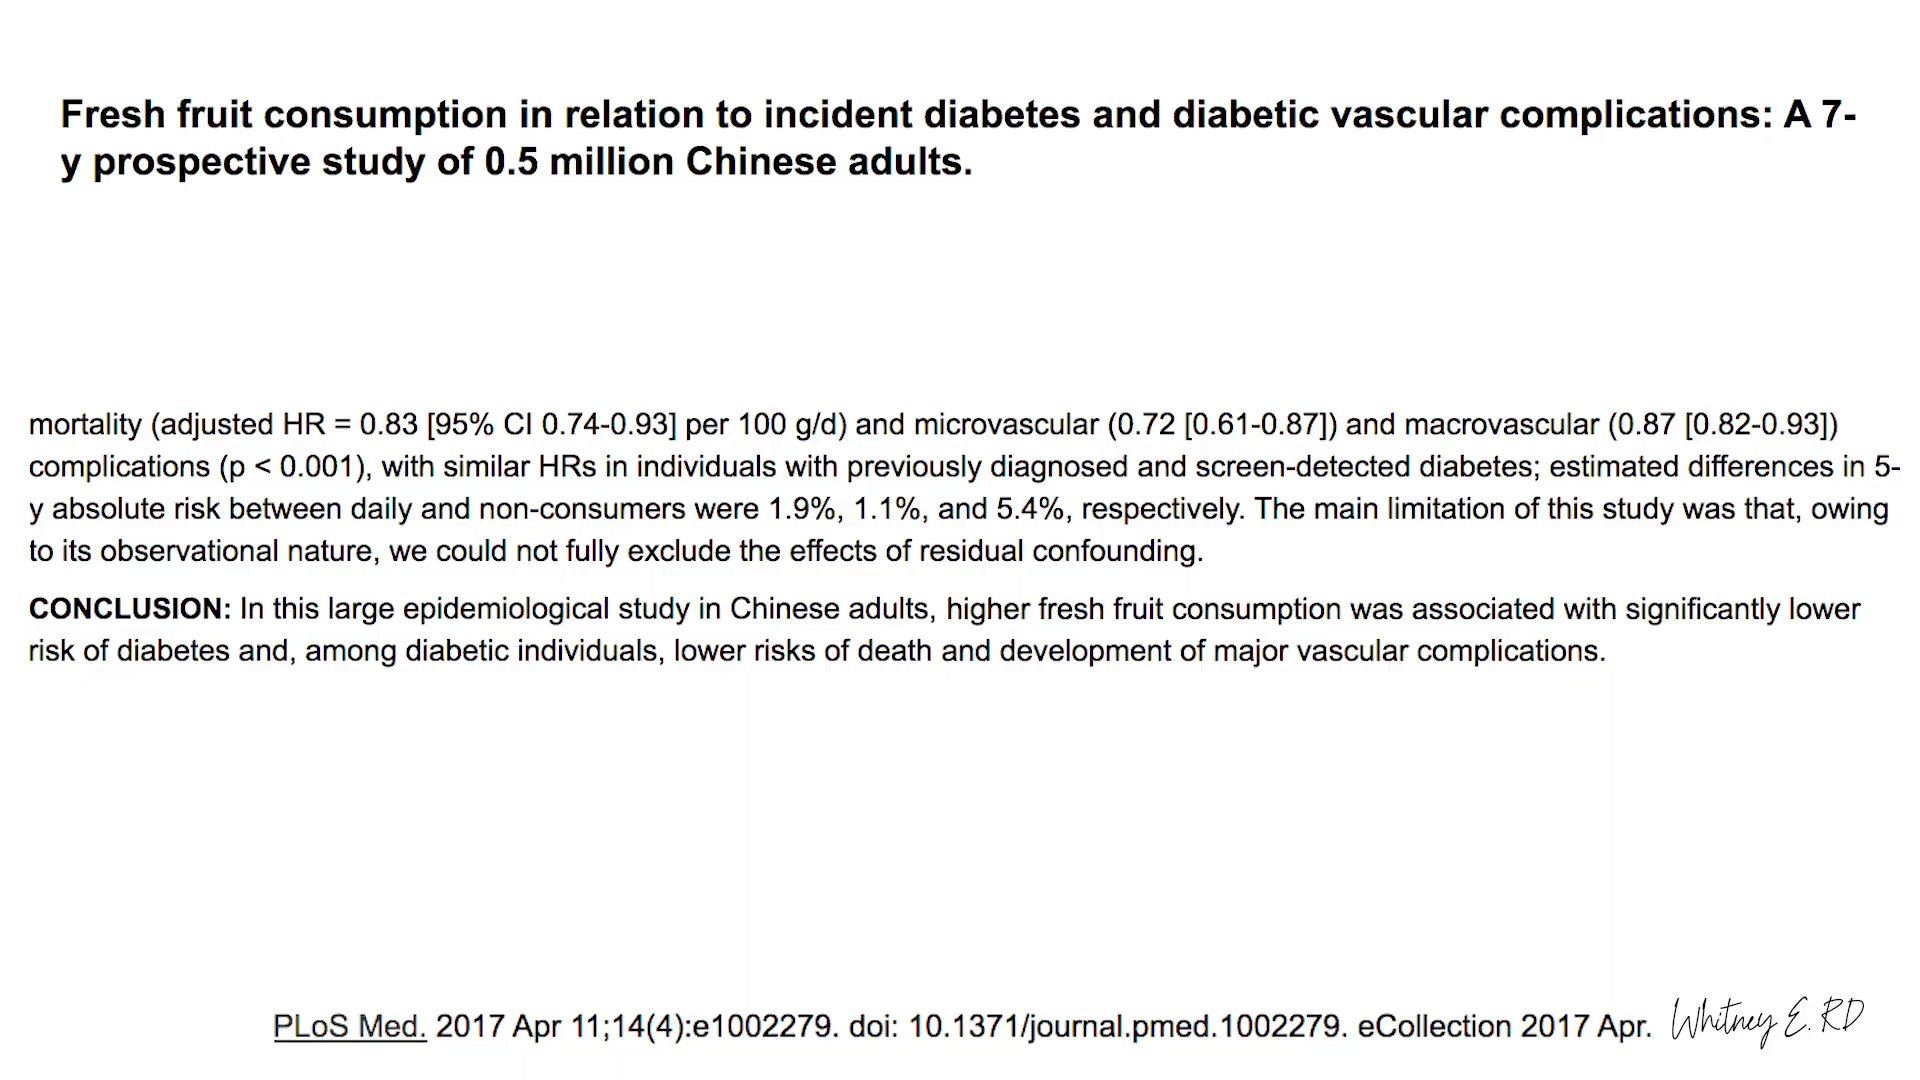 Fresh fruit consumption in relation to incident diabetes and diabetic vascular complications: A 7-
y prospective study of 0.5 million Chinese adults.
mortality (adjusted HR = 0.83 [95% CI 0.74-0.93] per 100 g/d) and microvascular (0.72 [0.61-0.87]) and macrovascular (0.87 [0.82-0.93])
complications (p < 0.001), with similar HRs in individuals with previously diagnosed and screen-detected diabetes; estimated differences in 5-
y absolute risk between daily and non-consumers were 1.9%, 1.1%, and 5.4%, respectively. The main limitation of this study was that, owing
to its observational nature, we could not fully exclude the effects of residual confounding.
CONCLUSION: In this large epidemiological study in Chinese adults, higher fresh fruit consumption was associated with significantly lower
risk of diabetes and, among diabetic individuals, lower risks of death and development of major vascular complications.
PLoS Med. 2017 Apr 11;14(4):e1002279. doi: 10.1371/journal.pmed.1002279. eCollection 2017 Apr.
Whitney E. RD